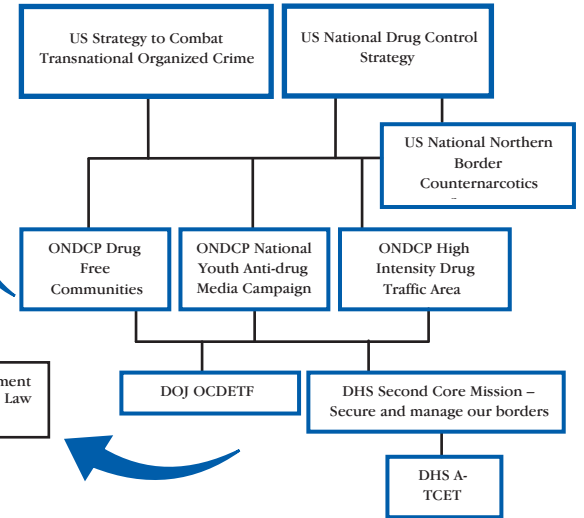 US Strategy to Combat
Transnational Organized Crime
US National Drug Control
Strategy
US National Northern
Border
Counternarcotics
ONDCP Drug
Free
Communities
ONDCP National
Youth Anti-drug
Media Campaign
ONDCP High
Intensity Drug
Traffic Area
ment
Law
DOJ OCDETF
DHS Second Core Mission –
Secure and manage our borders
DHS A-
TCET